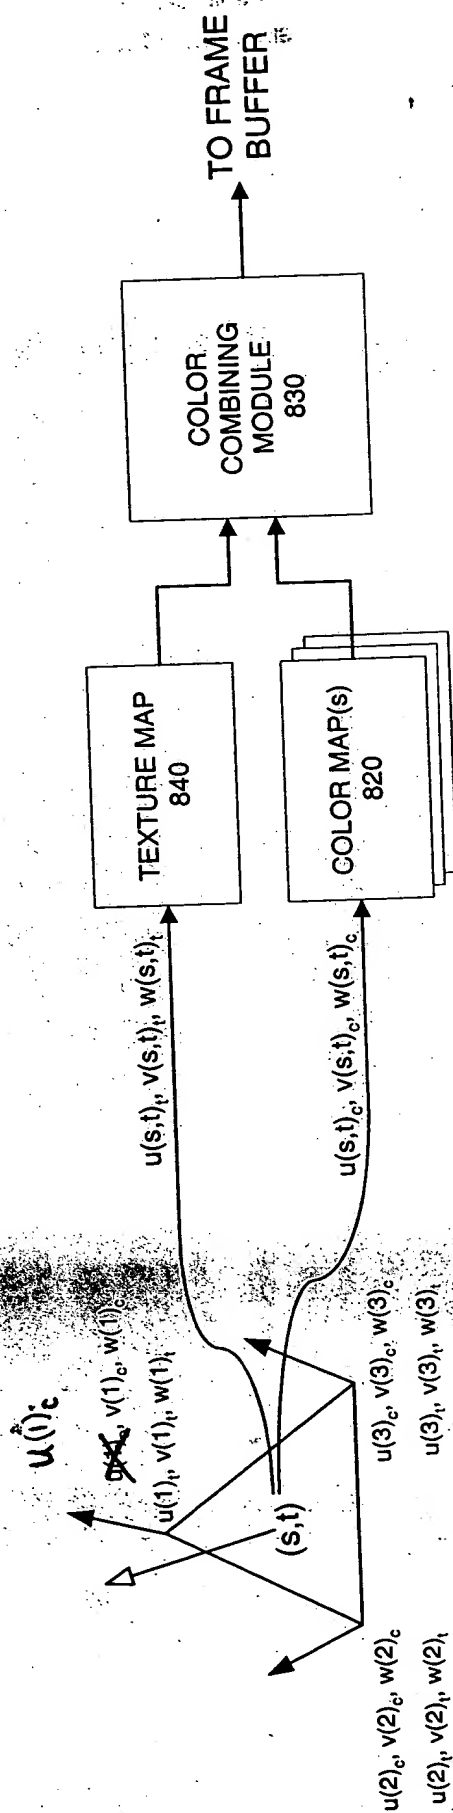 u(1)c
u(1)c, v(1)c, w(1)c
u(1)t, v(1)t, w(1)t
(s,t)
u(2)c, v(2)c, w(2)c
u(2)t, v(2)t, w(2)t
u(3)c, v(3)c, w(3)c
u(3)t, v(3)t, w(3)t
u(s,t)t, v(s,t)t, w(s,t)t
u(s,t)c, v(s,t)c, w(s,t)c
TEXTURE MAP
840
COLOR MAP(s)
820
COLOR
COMBINING
MODULE
830
TO FRAME
BUFFER